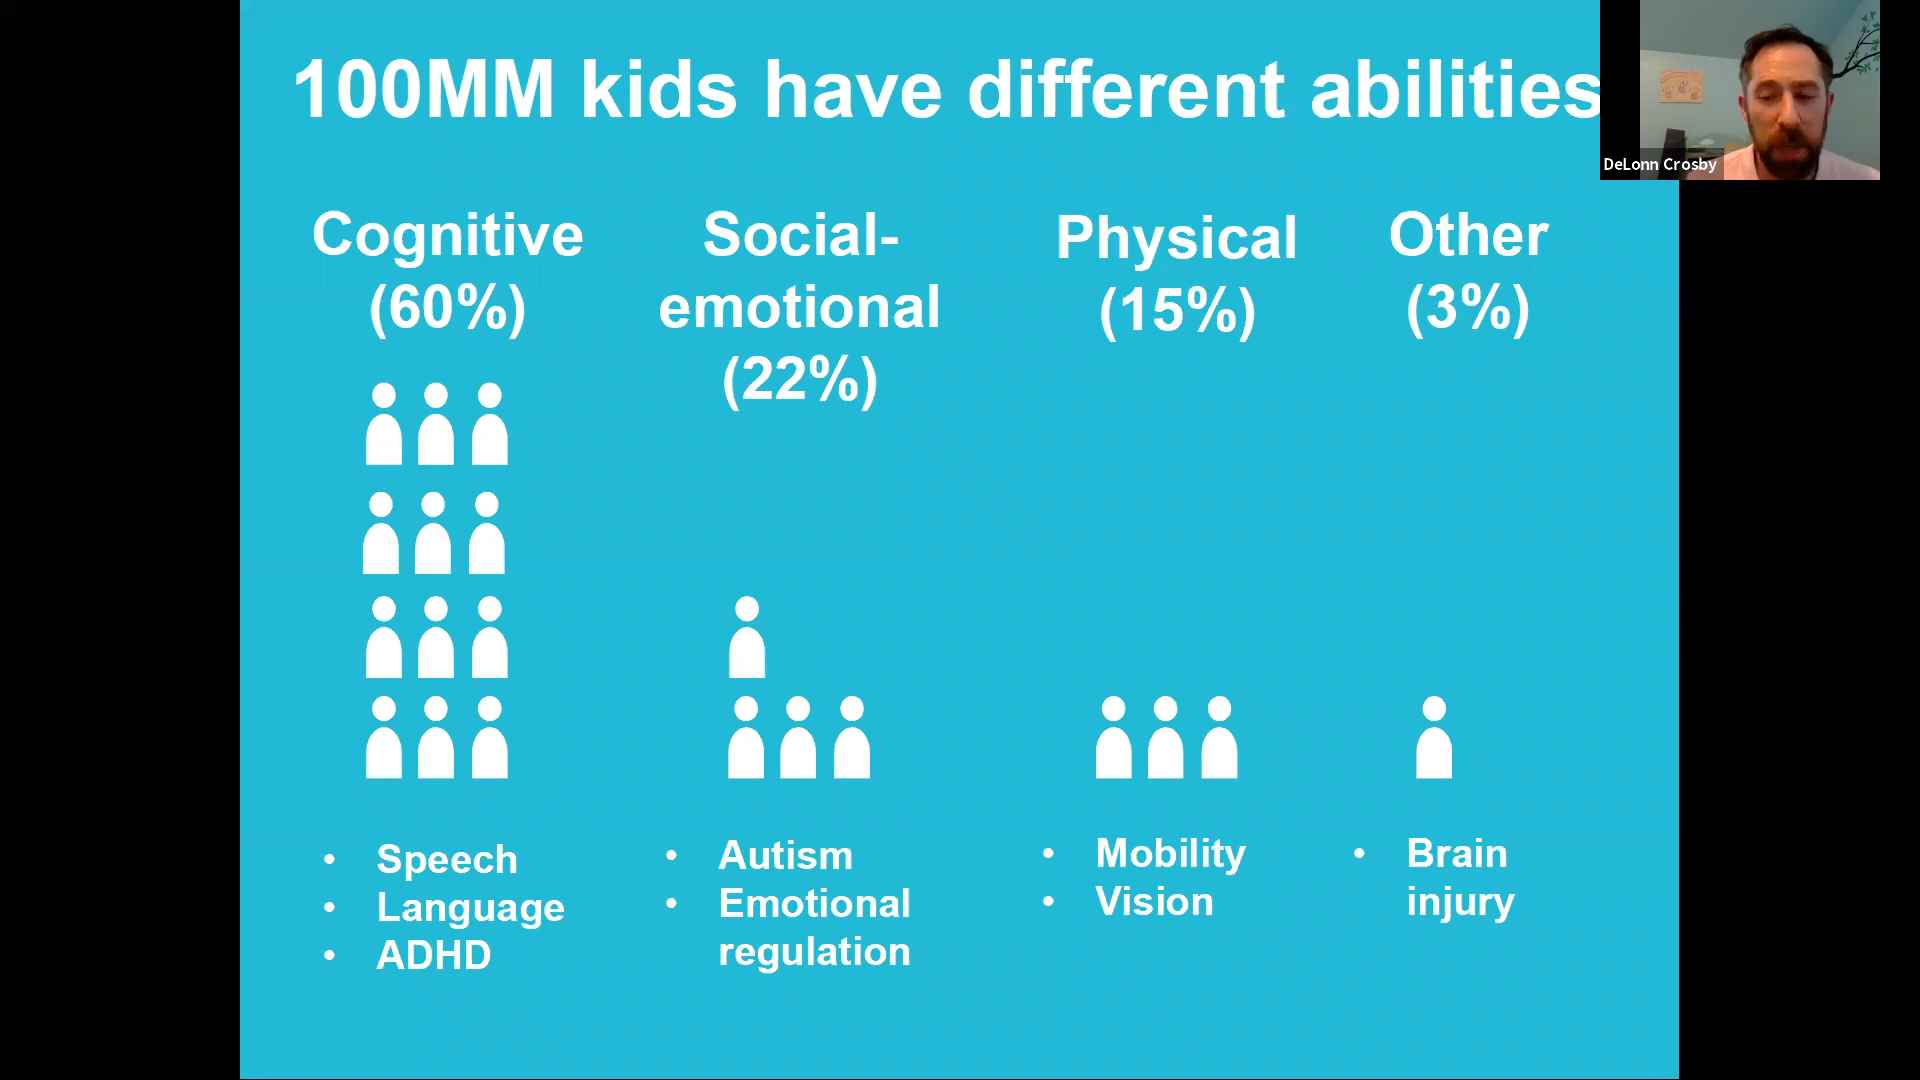 100MM kids have different abilities
DeLonn Crosby
Cognitive
(60%)
Social-
emotional
(22%)
Physical
(15%)
Other
(3%)
• Speech
• Language
• ADHD
• Autism
• Emotional
regulation
• Mobility
• Vision
• Brain
injury